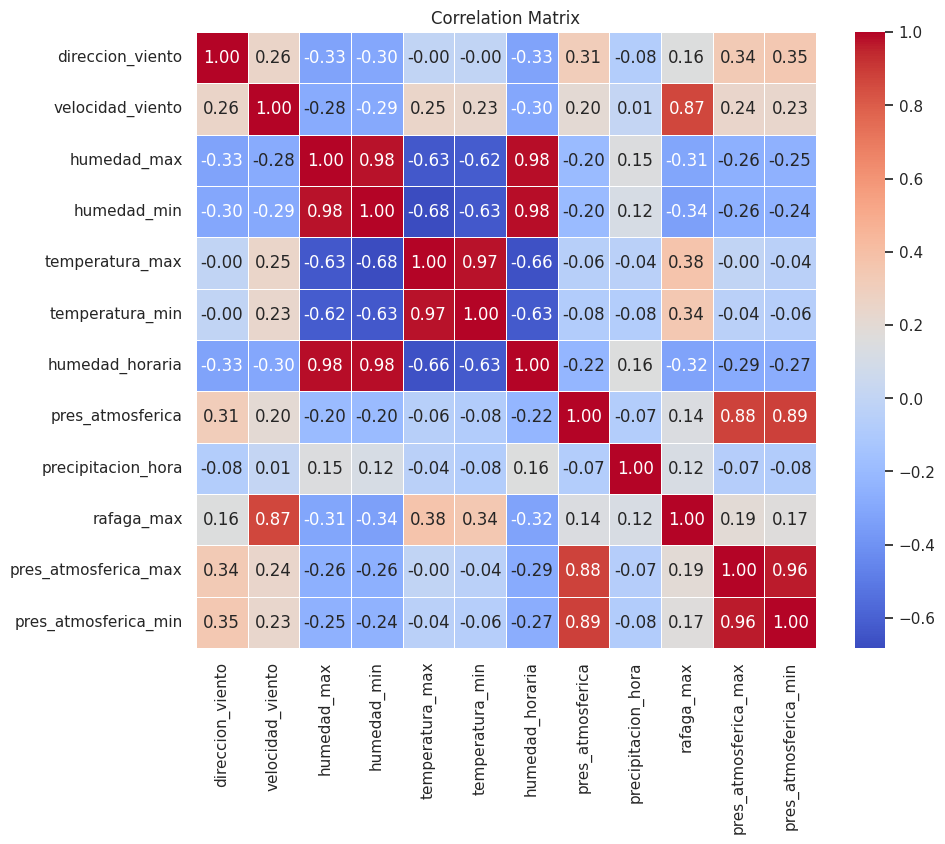 Correlation Matrix
direccion_viento 1.00 0.26 -0.33 -0.30 -0.00 -0.00 -0.33 0.31 -0.08 0.16 0.34 0.35
velocidad_viento 0.26 1.00 -0.28 -0.29 0.25 0.23 -0.30 0.20 0.01 0.87 0.24 0.23
humedad_max -0.33 -0.28 1.00 0.98 -0.63 -0.62 0.98 -0.20 0.15 -0.31 -0.26 -0.25
humedad_min -0.30 -0.29 0.98 1.00 -0.68 -0.63 0.98 -0.20 0.12 -0.34 -0.26 -0.24
temperatura_max -0.00 0.25 -0.63 -0.68 1.00 0.97 -0.66 -0.06 -0.04 0.38 -0.00 -0.04
temperatura_min -0.00 0.23 -0.62 -0.63 0.97 1.00 -0.63 -0.08 -0.08 0.34 -0.04 -0.06
humedad_horaria -0.33 -0.30 0.98 0.98 -0.66 -0.63 1.00 -0.22 0.16 -0.32 -0.29 -0.27
pres_atmosferica 0.31 0.20 -0.20 -0.20 -0.06 -0.08 -0.22 1.00 -0.07 0.14 0.88 0.89
precipitacion_hora -0.08 0.01 0.15 0.12 -0.04 -0.08 0.16 -0.07 1.00 0.12 -0.07 -0.08
rafaga_max 0.16 0.87 -0.31 -0.34 0.38 0.34 -0.32 0.14 0.12 1.00 0.19 0.17
pres_atmosferica_max 0.34 0.24 -0.26 -0.26 -0.00 -0.04 -0.29 0.88 -0.07 0.19 1.00 0.96
pres_atmosferica_min 0.35 0.23 -0.25 -0.24 -0.04 -0.06 -0.27 0.89 -0.08 0.17 0.96 1.00
direccion_viento
velocidad_viento
humedad_max
humedad_min
temperatura_max
temperatura_min
humedad_horaria
pres_atmosferica
precipitacion_hora
rafaga_max
pres_atmosferica_max
pres_atmosferica_min
1.0
0.8
0.6
0.4
0.2
0.0
−0.2
−0.4
−0.6